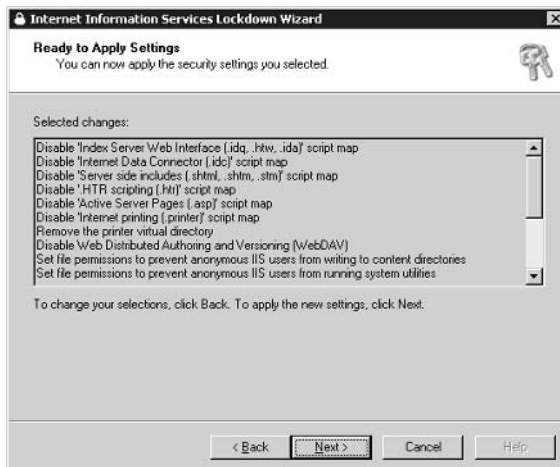 Internet Information Services Lockdown Wizard
Ready to Apply Settings
You can now apply the security settings you selected.
Selected changes:
Disable 'Index Server Web Interface (.idq, .htw, .ida)' script map
Disable 'Internet Data Connector (.idc)' script map
Disable 'Server side includes (.shtml, .shtm, .stm)' script map
Disable '.HTR scripting (.htr)' script map
Disable 'Active Server Pages (.asp)' script map
Disable 'Internet printing (.printer)' script map
Remove the printer virtual directory
Disable Web Distributed Authoring and Versioning (WebDAV)
Set file permissions to prevent anonymous IIS users from writing to content directories
Set file permissions to prevent anonymous IIS users from running system utilities
To change your selections, click Back. To apply the new settings, click Next.
< Back Next > Cancel Help